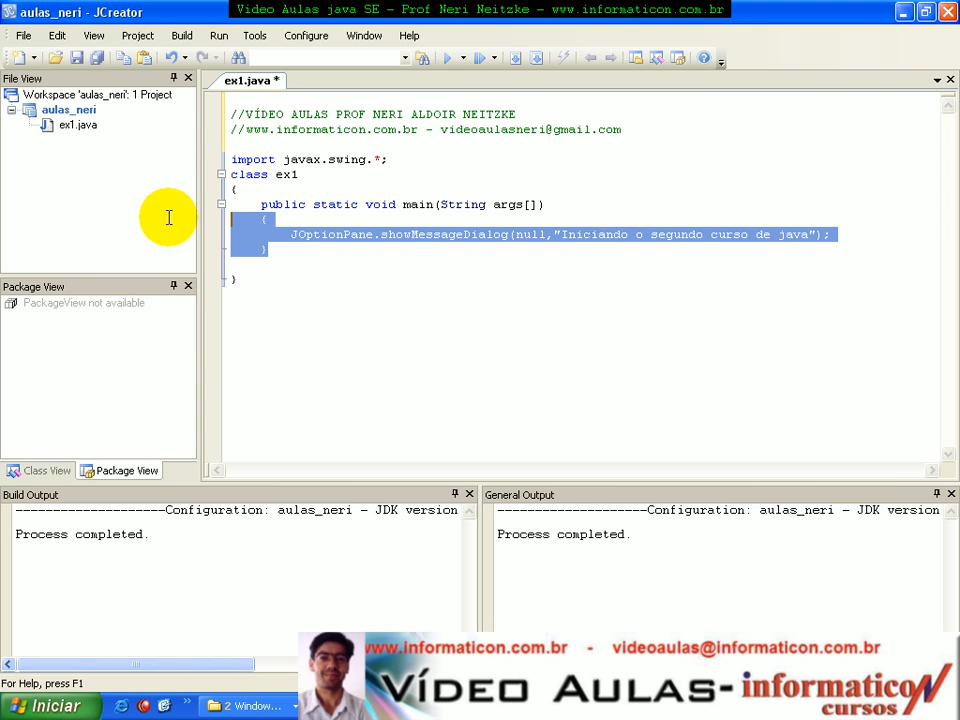 Vídeo Aulas java SE - Prof Neri Neitzke - www.informaticon.com.br
aulas_neri - JCreator
File Edit View Project Build Run Tools Configure Window Help
File View
ex1.java *
Workspace 'aulas_neri': 1 Project
aulas_neri
ex1.java
//VÍDEO AULAS PROF NERI ALDOIR NEITZKE
//www.informaticon.com.br - videoaulasneri@gmail.com
import javax.swing.*;
class ex1
{
public static void main(String args[])
{
JOptionPane.showMessageDialog(null,"Iniciando o segundo curso de java");
}
}
Package View
PackageView not available
Class View Package View
Build Output
--------------------Configuration: aulas_neri - JDK version
Process completed.
General Output
--------------------Configuration: aulas_neri - JDK version
Process completed.
www.informaticon.com.br - videoaulas@informaticon.com.br
VÍDEO AULAS-informaticon
cursos
For Help, press F1
Iniciar
2 Window...